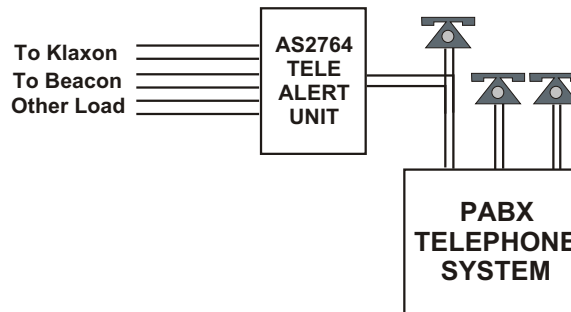 To Klaxon
To Beacon
Other Load
AS2764
TELE
ALERT
UNIT
PABX
TELEPHONE
SYSTEM